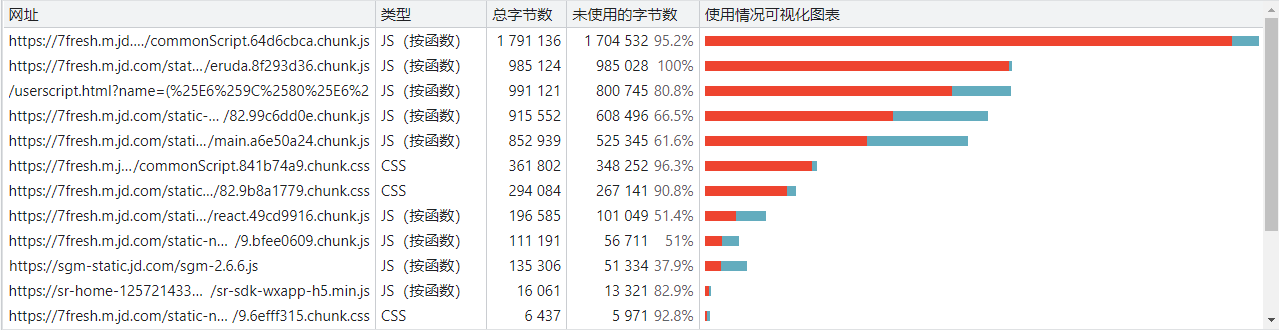 网址 类型 总字节数 未使用的字节数 使用情况可视化图表
https://7fresh.m.jd.…/commonScript.64d6cbca.chunk.js JS（按函数） 1 791 136 1 704 532 95.2%
https://7fresh.m.jd.com/stat…/eruda.8f293d36.chunk.js JS（按函数） 985 124 985 028 100%
/userscript.html?name=(%25E6%259C%2580%25E6%2 JS（按函数） 991 121 800 745 80.8%
https://7fresh.m.jd.com/static-… /82.99c6dd0e.chunk.js JS（按函数） 915 552 608 496 66.5%
https://7fresh.m.jd.com/static…/main.a6e50a24.chunk.js JS（按函数） 852 939 525 345 61.6%
https://7fresh.m.j…/commonScript.841b74a9.chunk.css CSS 361 802 348 252 96.3%
https://7fresh.m.jd.com/static…/82.9b8a1779.chunk.css CSS 294 084 267 141 90.8%
https://7fresh.m.jd.com/stati…/react.49cd9916.chunk.js JS（按函数） 196 585 101 049 51.4%
https://7fresh.m.jd.com/static-n… /9.bfee0609.chunk.js JS（按函数） 111 191 56 711 51%
https://sgm-static.jd.com/sgm-2.6.6.js JS（按函数） 135 306 51 334 37.9%
https://sr-home-125721433… /sr-sdk-wxapp-h5.min.js JS（按函数） 16 061 13 321 82.9%
https://7fresh.m.jd.com/static-n… /9.6efff315.chunk.css CSS 6 437 5 971 92.8%